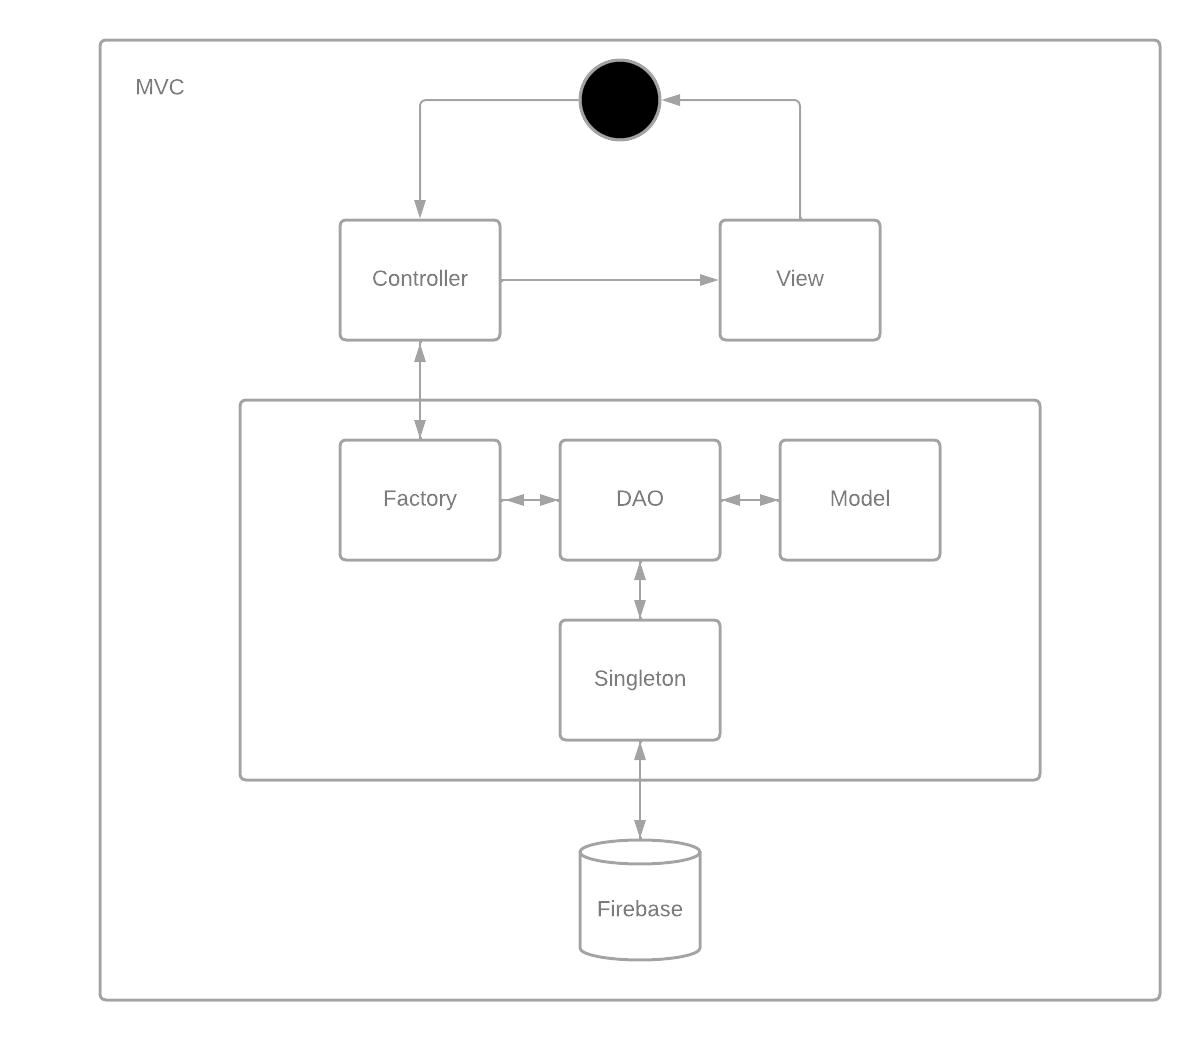 MVC
Controller
View
Factory
DAO
Model
Singleton
Firebase